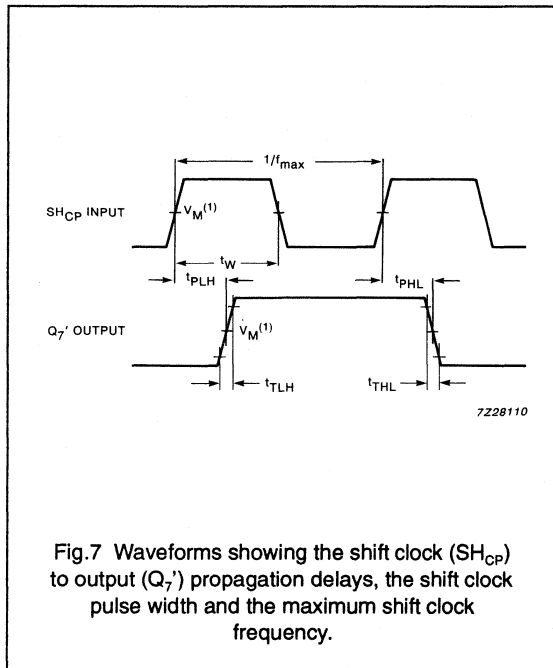 1/fmax
SHCP INPUT
VM(1)
tW
tPLH
tPHL
Q7' OUTPUT
VM(1)
tTLH
tTHL
7Z28110
Fig.7 Waveforms showing the shift clock (SHCP)
to output (Q7') propagation delays, the shift clock
pulse width and the maximum shift clock
frequency.